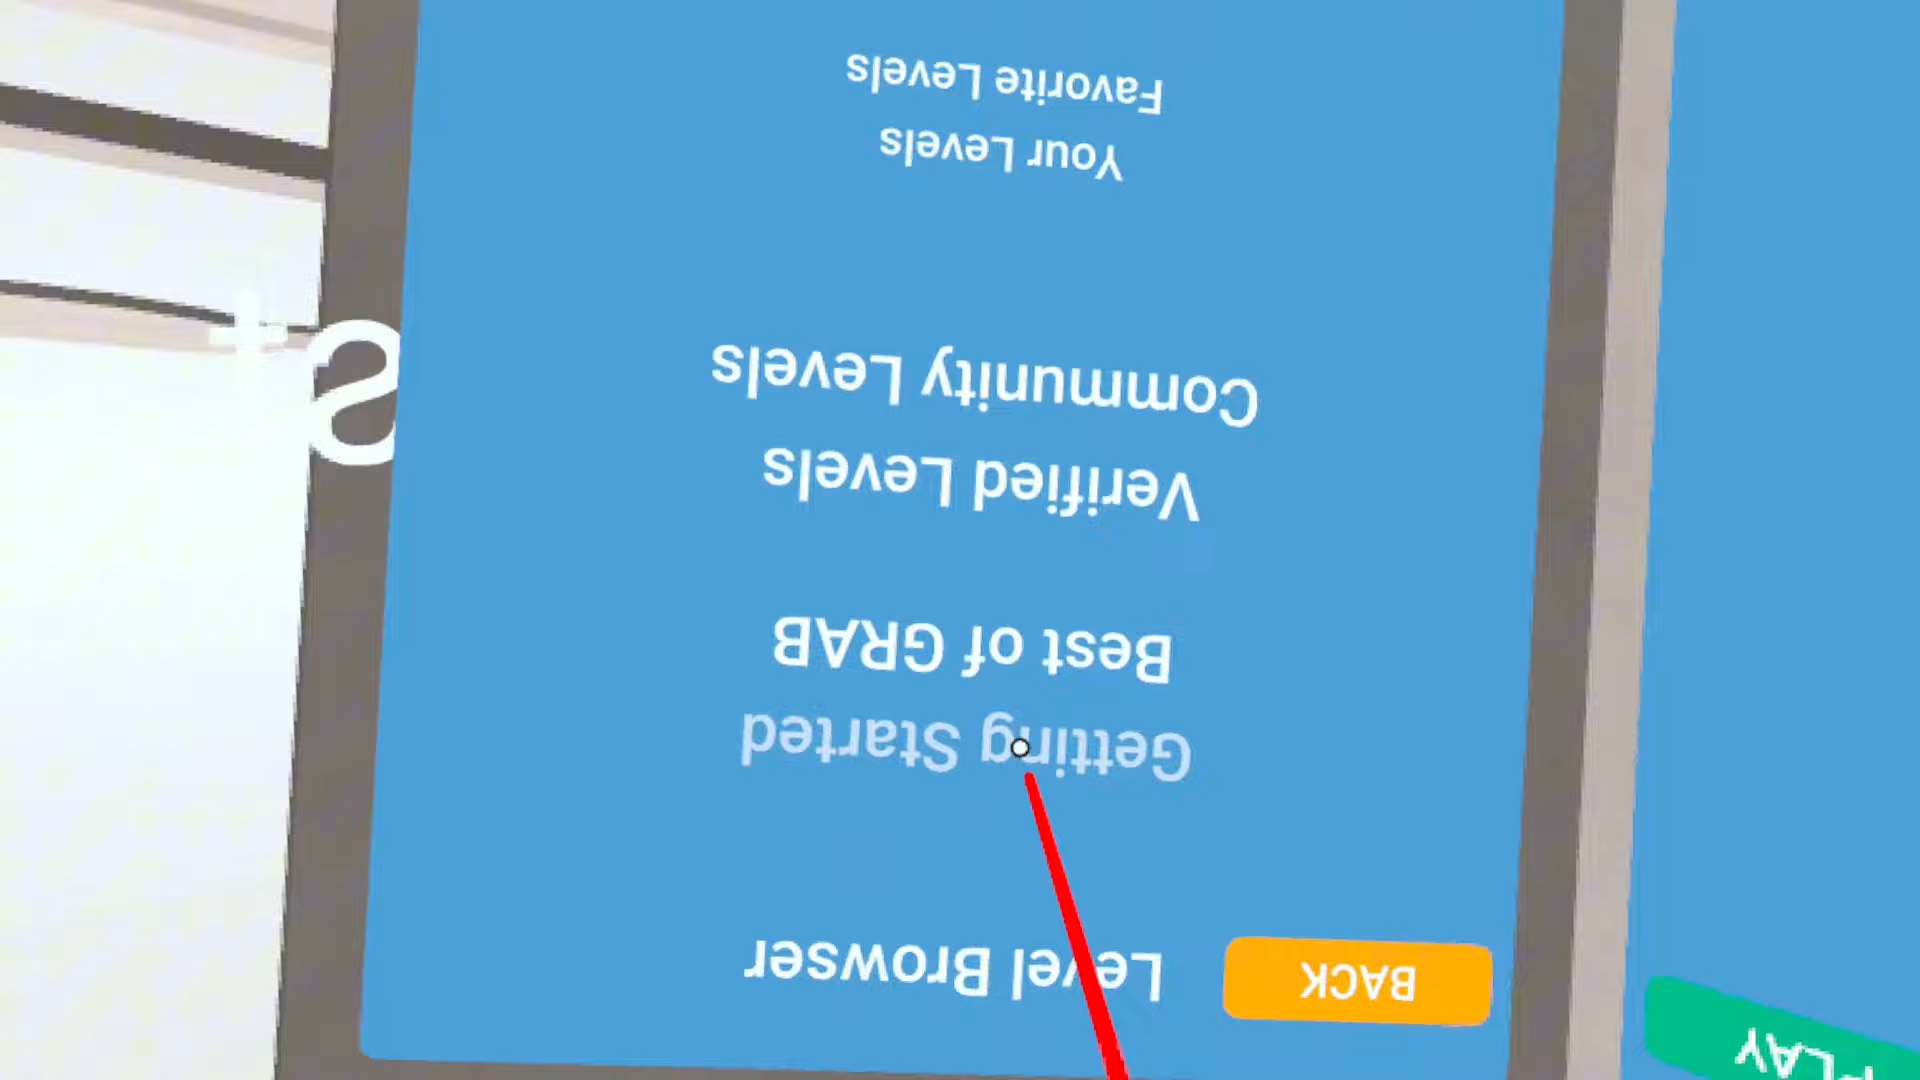 BACK
Level Browser
Getting Started
Best of GRAB
Verified Levels
Community Levels
Your Levels
Favorite Levels
PLAY